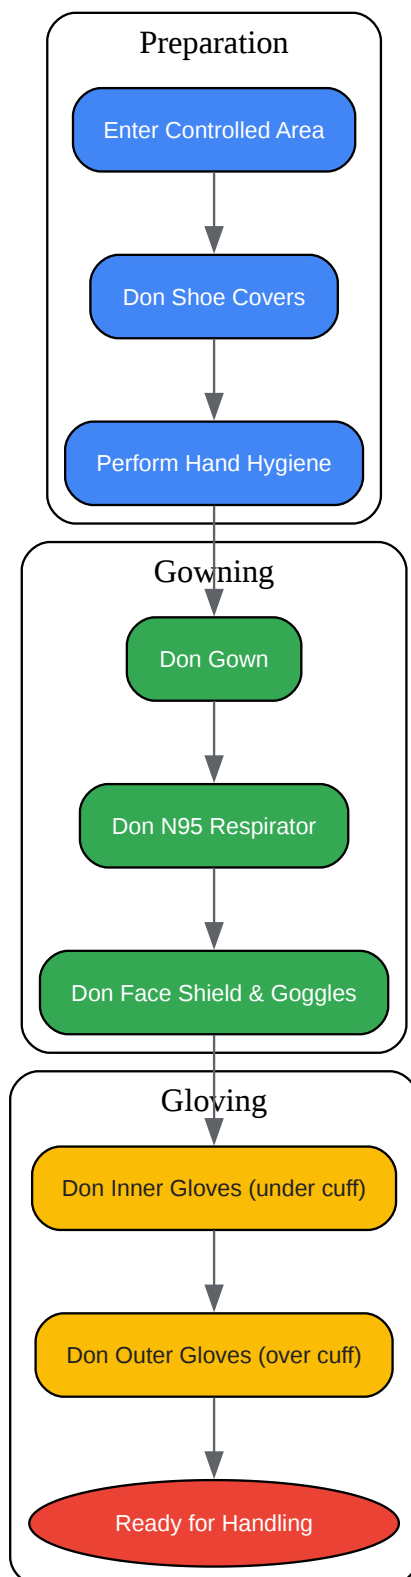 Preparation
Enter Controlled Area
Don Shoe Covers
Perform Hand Hygiene
Gowning
Don Gown
Don N95 Respirator
Don Face Shield & Goggles
Gloving
Don Inner Gloves (under cuff)
Don Outer Gloves (over cuff)
Ready for Handling